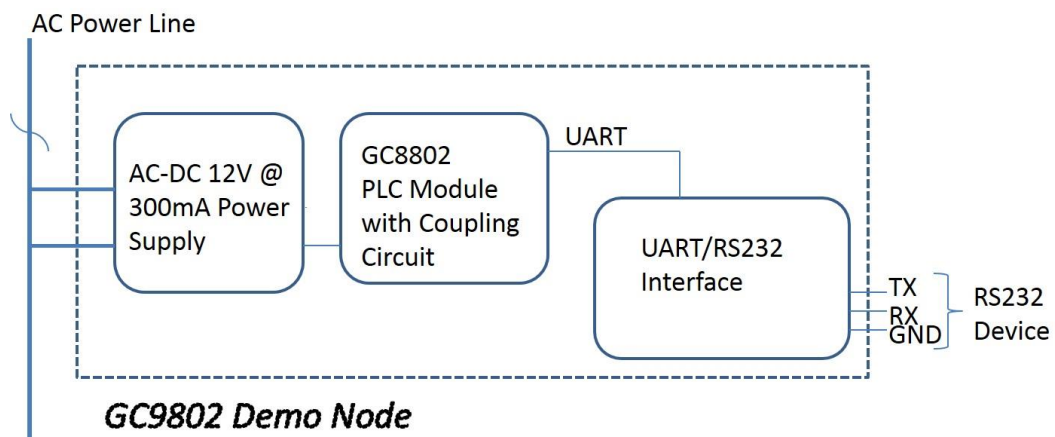 AC Power Line
AC-DC 12V @
300mA Power
Supply
GC8802
PLC Module
with Coupling
Circuit
UART
UART/RS232
Interface
TX
RX
GND
RS232
Device
GC9802 Demo Node